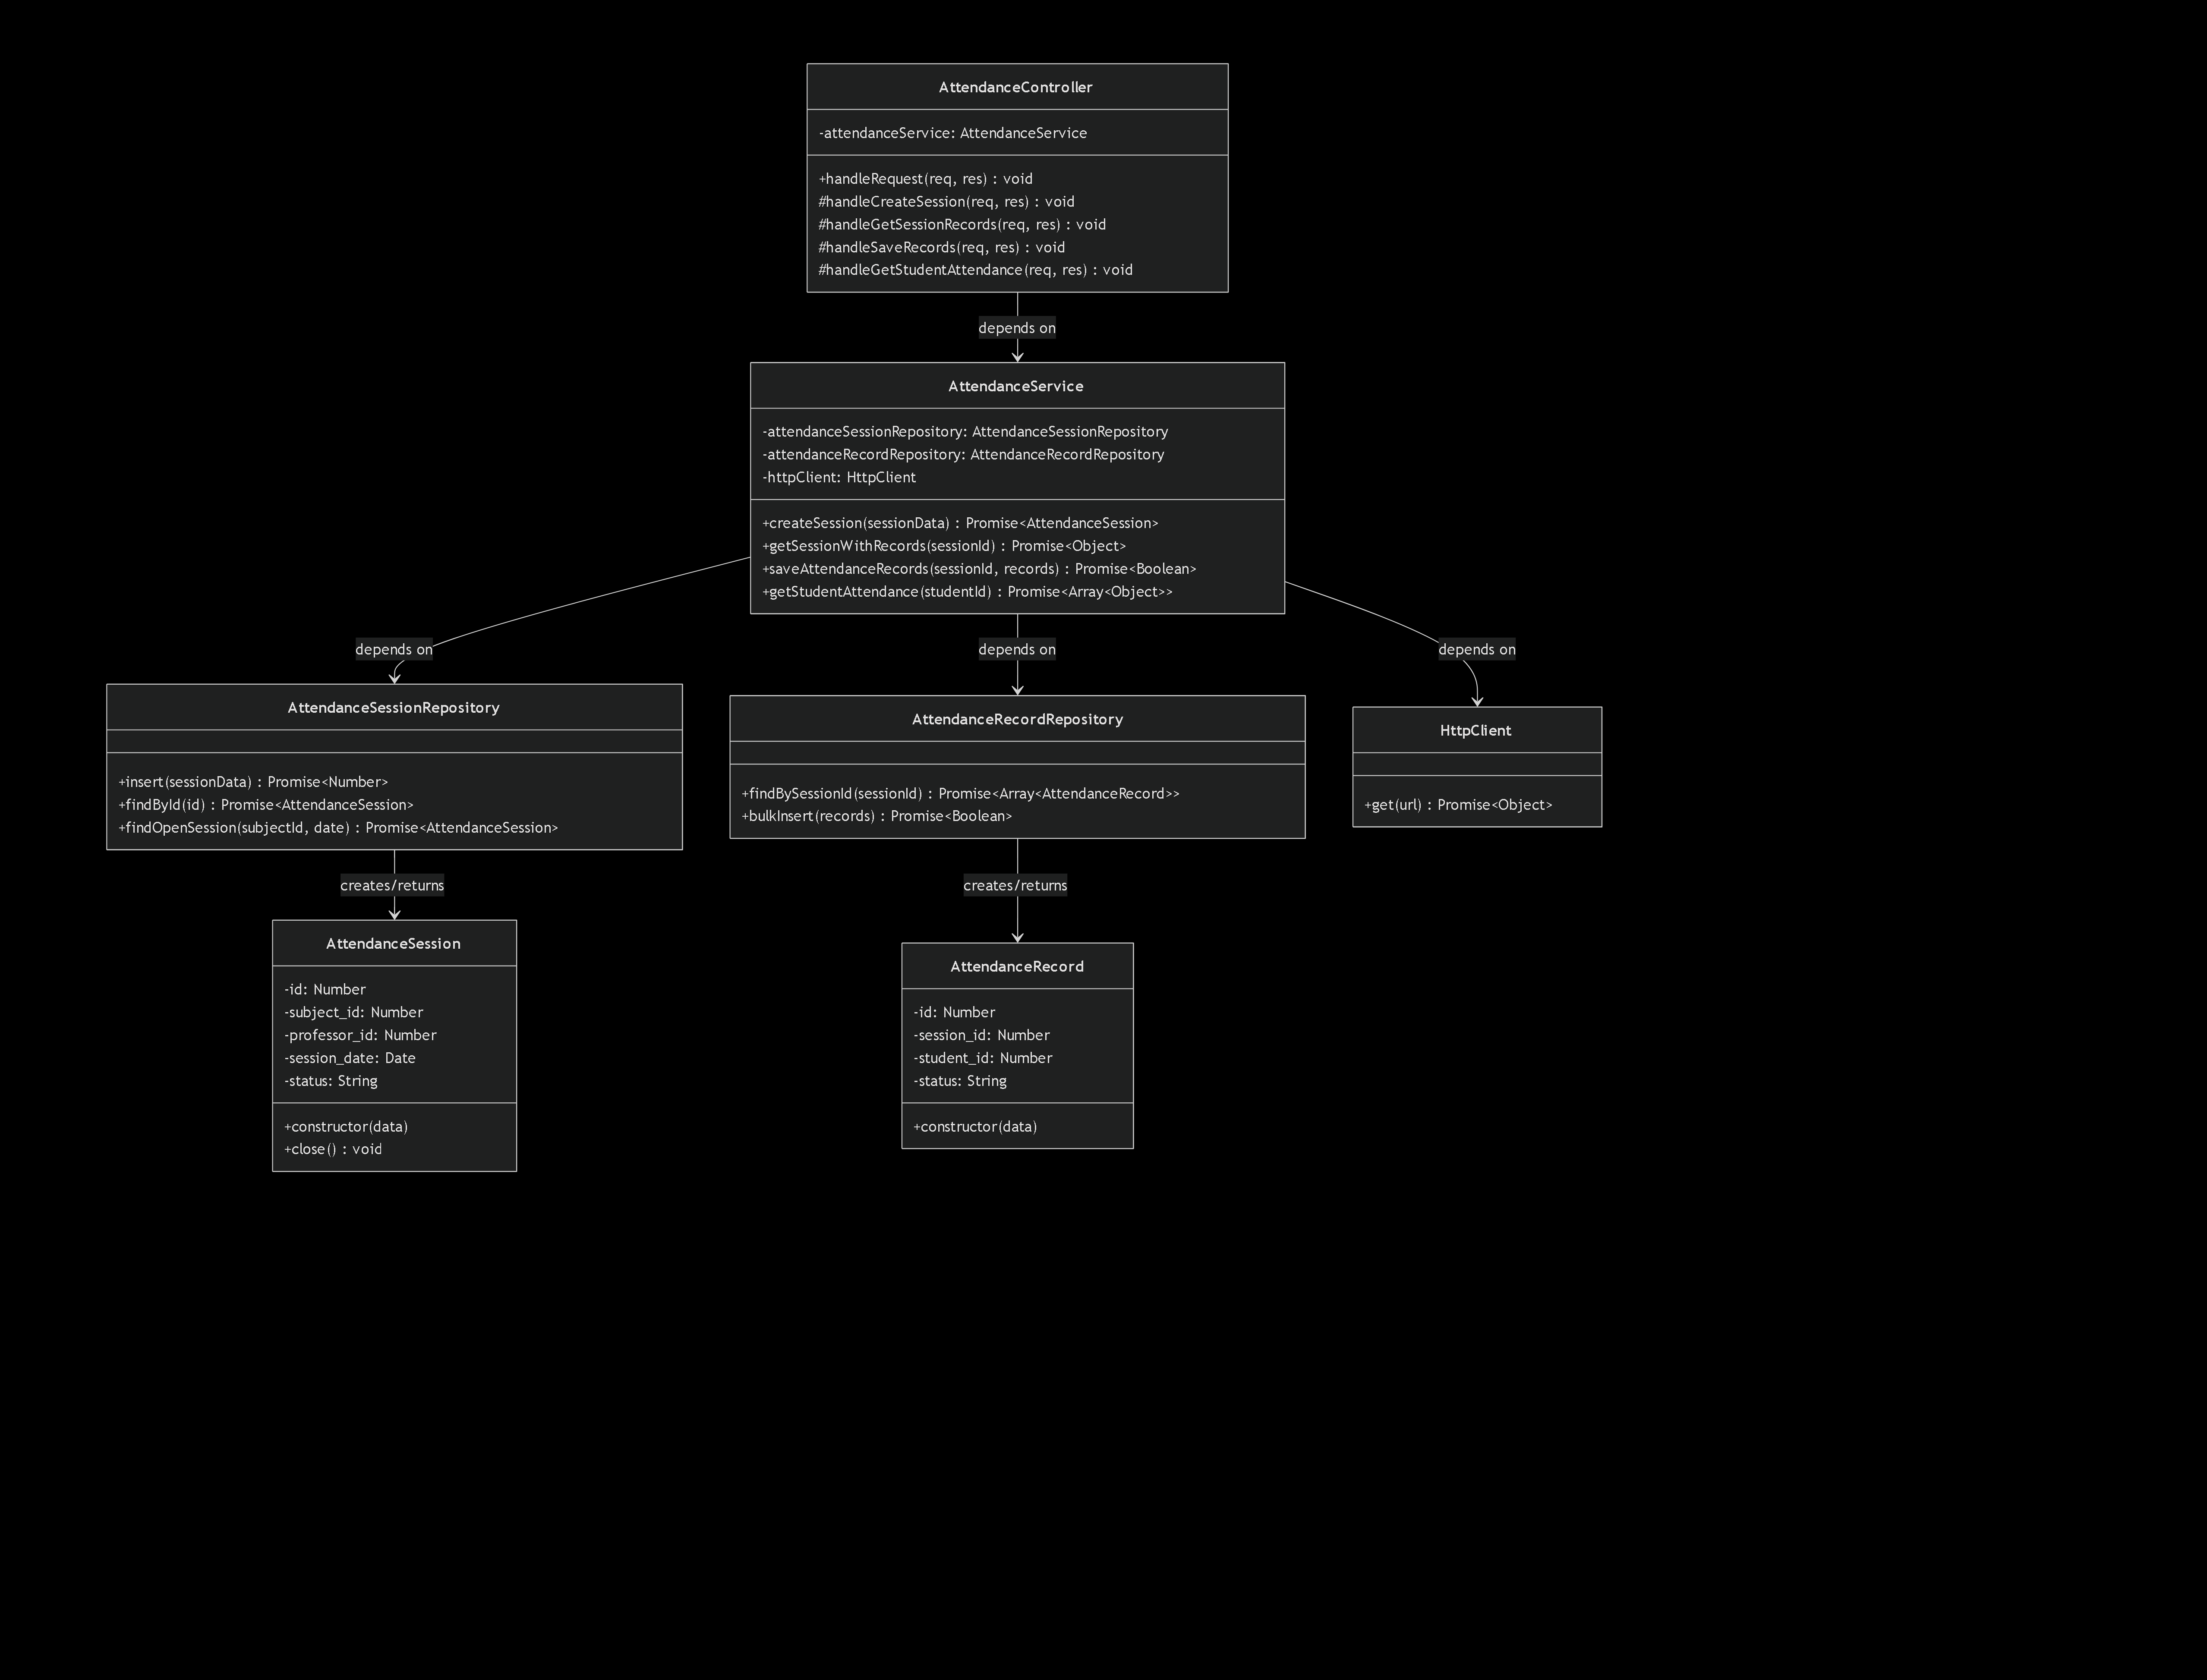 AttendanceController
-attendanceService: AttendanceService
+handleRequest(req, res) : void
#handleCreateSession(req, res) : void
#handleGetSessionRecords(req, res) : void
#handleSaveRecords(req, res) : void
#handleGetStudentAttendance(req, res) : void
depends on
AttendanceService
-attendanceSessionRepository: AttendanceSessionRepository
-attendanceRecordRepository: AttendanceRecordRepository
-httpClient: HttpClient
+createSession(sessionData) : Promise<AttendanceSession>
+getSessionWithRecords(sessionId) : Promise<Object>
+saveAttendanceRecords(sessionId, records) : Promise<Boolean>
+getStudentAttendance(studentId) : Promise<Array<Object>>
depends on
depends on
depends on
AttendanceSessionRepository
+insert(sessionData) : Promise<Number>
+findById(id) : Promise<AttendanceSession>
+findOpenSession(subjectId, date) : Promise<AttendanceSession>
AttendanceRecordRepository
+findBySessionId(sessionId) : Promise<Array<AttendanceRecord>>
+bulkInsert(records) : Promise<Boolean>
HttpClient
+get(url) : Promise<Object>
creates/returns
creates/returns
AttendanceSession
-id: Number
-subject_id: Number
-professor_id: Number
-session_date: Date
-status: String
+constructor(data)
+close() : void
AttendanceRecord
-id: Number
-session_id: Number
-student_id: Number
-status: String
+constructor(data)